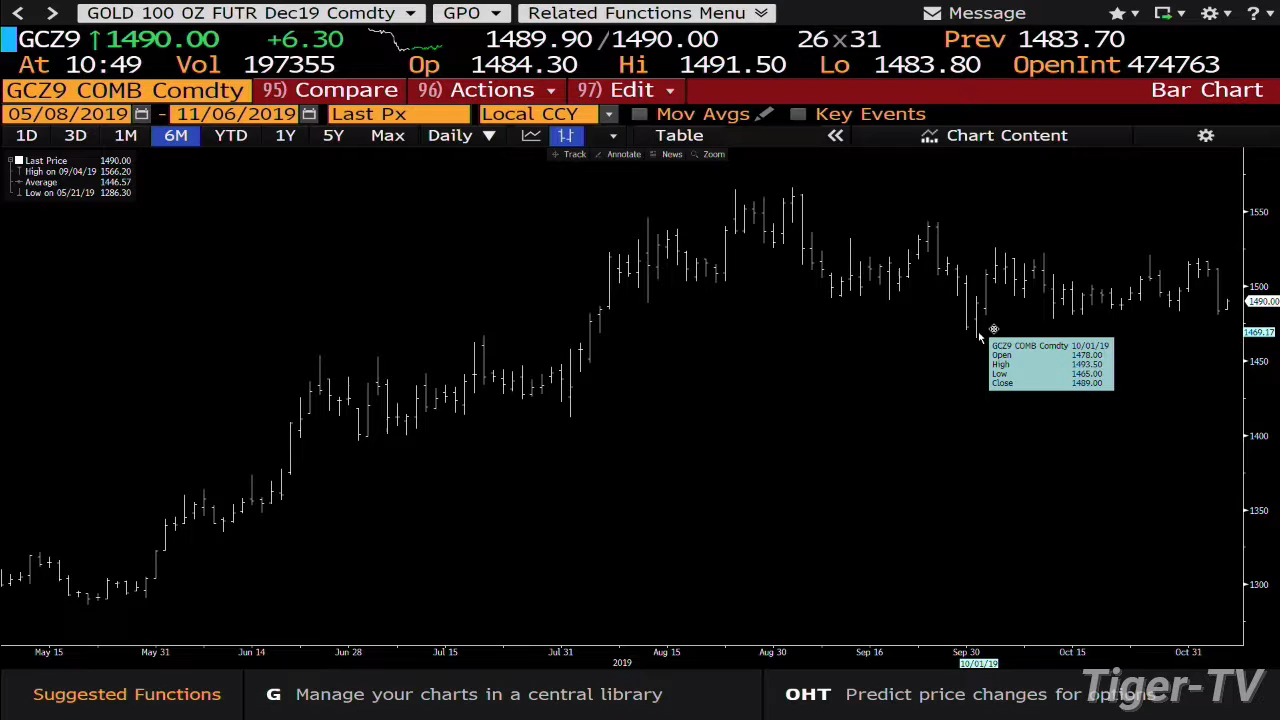 GOLD 100 OZ FUTR Dec19 Comdty GPO Related Functions Menu Message
GCZ9 ↑1490.00 +6.30 1489.90/1490.00 26x31 Prev 1483.70
At 10:49 Vol 197355 Op 1484.30 Hi 1491.50 Lo 1483.80 OpenInt 474763
GCZ9 COMB Comdty 95) Compare 96) Actions 97) Edit Bar Chart
05/08/2019 - 11/06/2019 Last Px Local CCY Mov Avgs Key Events
1D 3D 1M 6M YTD 1Y 5Y Max Daily ▼ Table « Chart Content
Track Annotate News Zoom
Last Price 1490.00
High on 09/04/19 1566.20
Average 1446.57
Low on 05/21/19 1286.30
1550
1500
1490.00
1469.17
1450
1400
1350
1300
GCZ9 COMB Comdty 10/01/19
Open 1478.00
High 1493.50
Low 1465.00
Close 1489.00
May 15 May 31 Jun 14 Jun 28 Jul 15 Jul 31 Aug 15 Aug 30 Sep 16 Sep 30 Oct 15 Oct 31
2019 10/01/19
Suggested Functions G Manage your charts in a central library OHT Predict price changes for options
Tiger-TV